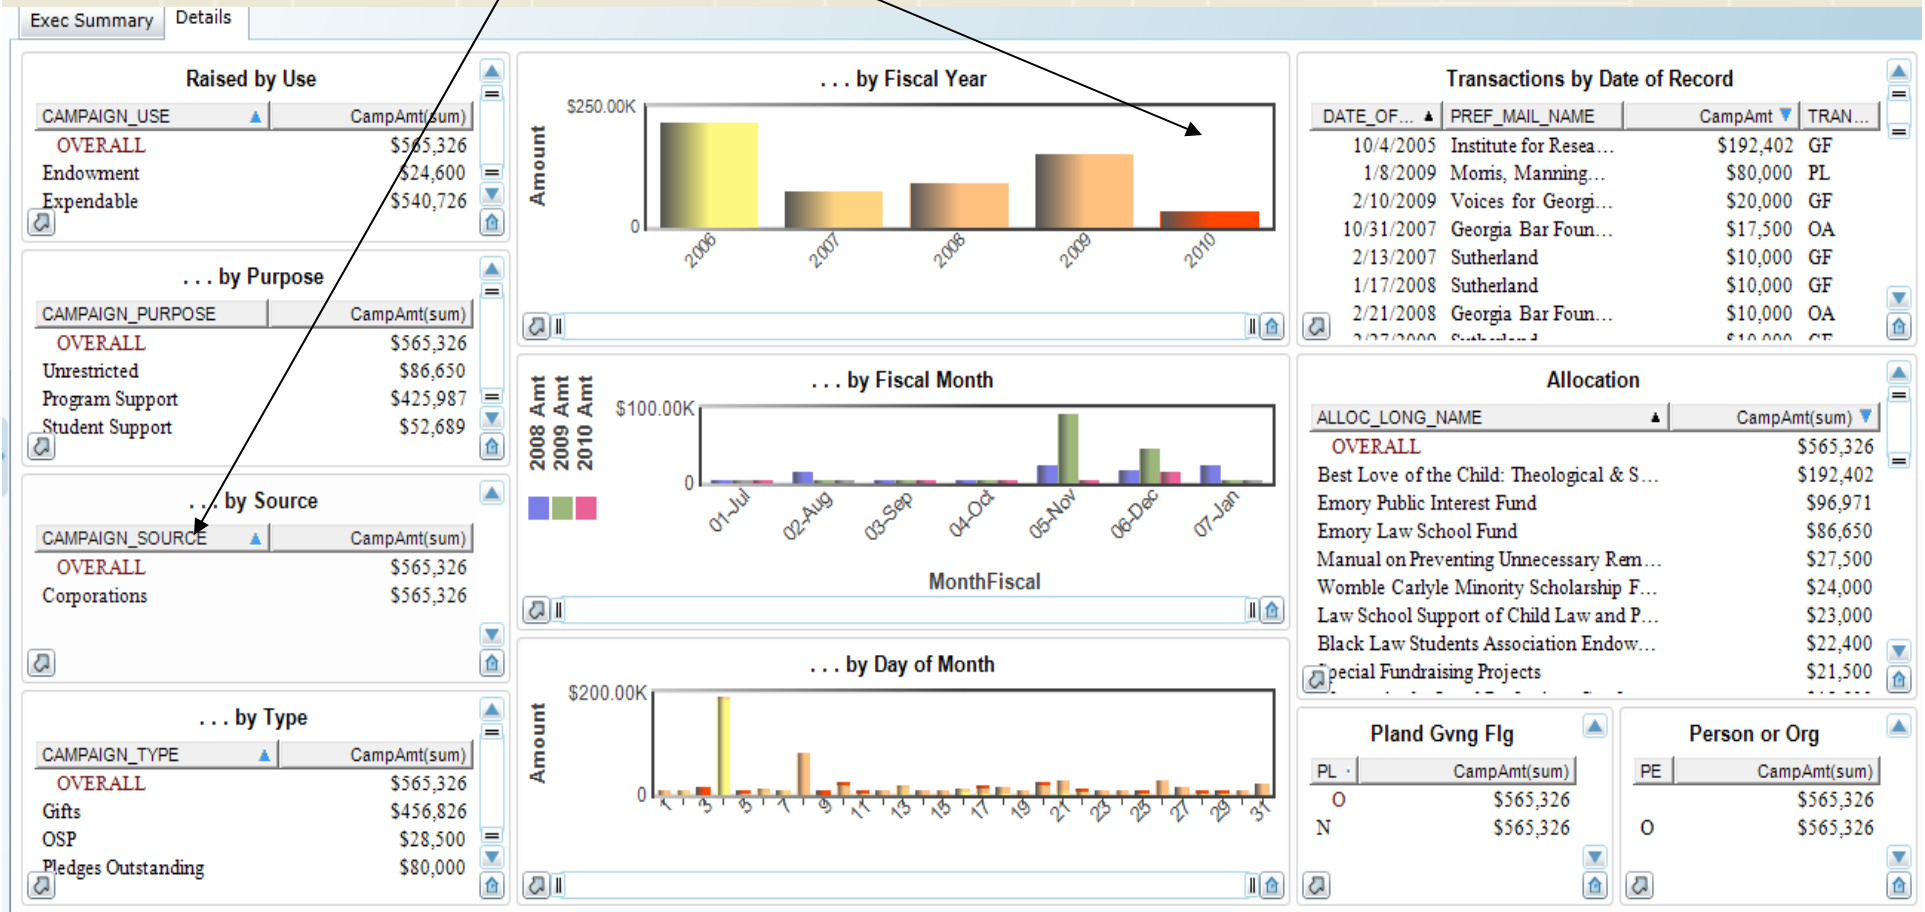 Exec Summary
Details
Raised by Use
CAMPAIGN_USE CampAmt(sum)
OVERALL $565,326
Endowment $24,600
Expendable $540,726
. . . by Purpose
CAMPAIGN_PURPOSE CampAmt(sum)
OVERALL $565,326
Unrestricted $86,650
Program Support $425,987
Student Support $52,689
. . . by Source
CAMPAIGN_SOURCE CampAmt(sum)
OVERALL $565,326
Corporations $565,326
. . . by Type
CAMPAIGN_TYPE CampAmt(sum)
OVERALL $565,326
Gifts $456,826
OSP $28,500
Pledges Outstanding $80,000
. . . by Fiscal Year
Amount
$250.00K
0
2006 2007 2008 2009 2010
. . . by Fiscal Month
2008 Amt
2009 Amt
2010 Amt
$100.00K
0
01-Jul 02-Aug 03-Sep 04-Oct 05-Nov 06-Dec 07-Jan
MonthFiscal
. . . by Day of Month
Amount
$200.00K
0
1 3 5 7 9 11 13 15 17 19 21 23 25 27 29 31
Transactions by Date of Record
DATE_OF... PREF_MAIL_NAME CampAmt TRAN...
10/4/2005 Institute for Resea... $192,402 GF
1/8/2009 Morris, Manning... $80,000 PL
2/10/2009 Voices for Georgi... $20,000 GF
10/31/2007 Georgia Bar Foun... $17,500 OA
2/13/2007 Sutherland $10,000 GF
1/17/2008 Sutherland $10,000 GF
2/21/2008 Georgia Bar Foun... $10,000 OA
Sutherland $10,000 GF
Allocation
ALLOC_LONG_NAME CampAmt(sum)
OVERALL $565,326
Best Love of the Child: Theological & S... $192,402
Emory Public Interest Fund $96,971
Emory Law School Fund $86,650
Manual on Preventing Unnecessary Rem... $27,500
Womble Carlyle Minority Scholarship F... $24,000
Law School Support of Child Law and P... $23,000
Black Law Students Association Endow... $22,400
Special Fundraising Projects $21,500
Pland Gvng Flg
PL CampAmt(sum)
O $565,326
N $565,326
Person or Org
PE CampAmt(sum)
$565,326
O $565,326